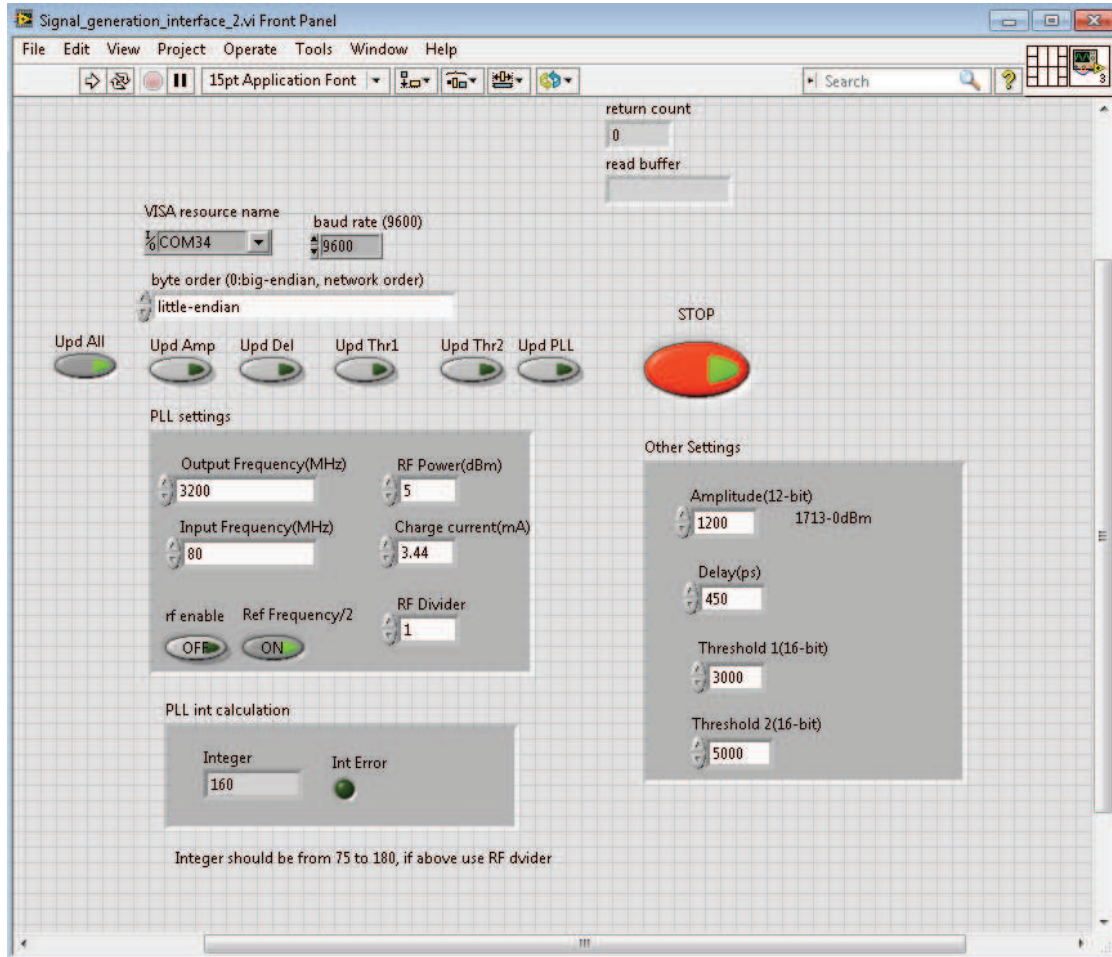 Signal_generation_interface_2.vi Front Panel
File Edit View Project Operate Tools Window Help
15pt Application Font
Search
3
return count
0
read buffer
VISA resource name
COM34
baud rate (9600)
9600
byte order (0:big-endian, network order)
little-endian
STOP
Upd All Upd Amp Upd Del Upd Thr1 Upd Thr2 Upd PLL
PLL settings
Output Frequency(MHz) RF Power(dBm)
3200 5
Input Frequency(MHz) Charge current(mA)
80 3.44
rf enable Ref Frequency/2 RF Divider
OFF ON 1
Other Settings
Amplitude(12-bit)
1200 1713-0dBm
Delay(ps)
450
Threshold 1(16-bit)
3000
Threshold 2(16-bit)
5000
PLL int calculation
Integer Int Error
160
Integer should be from 75 to 180, if above use RF dvider